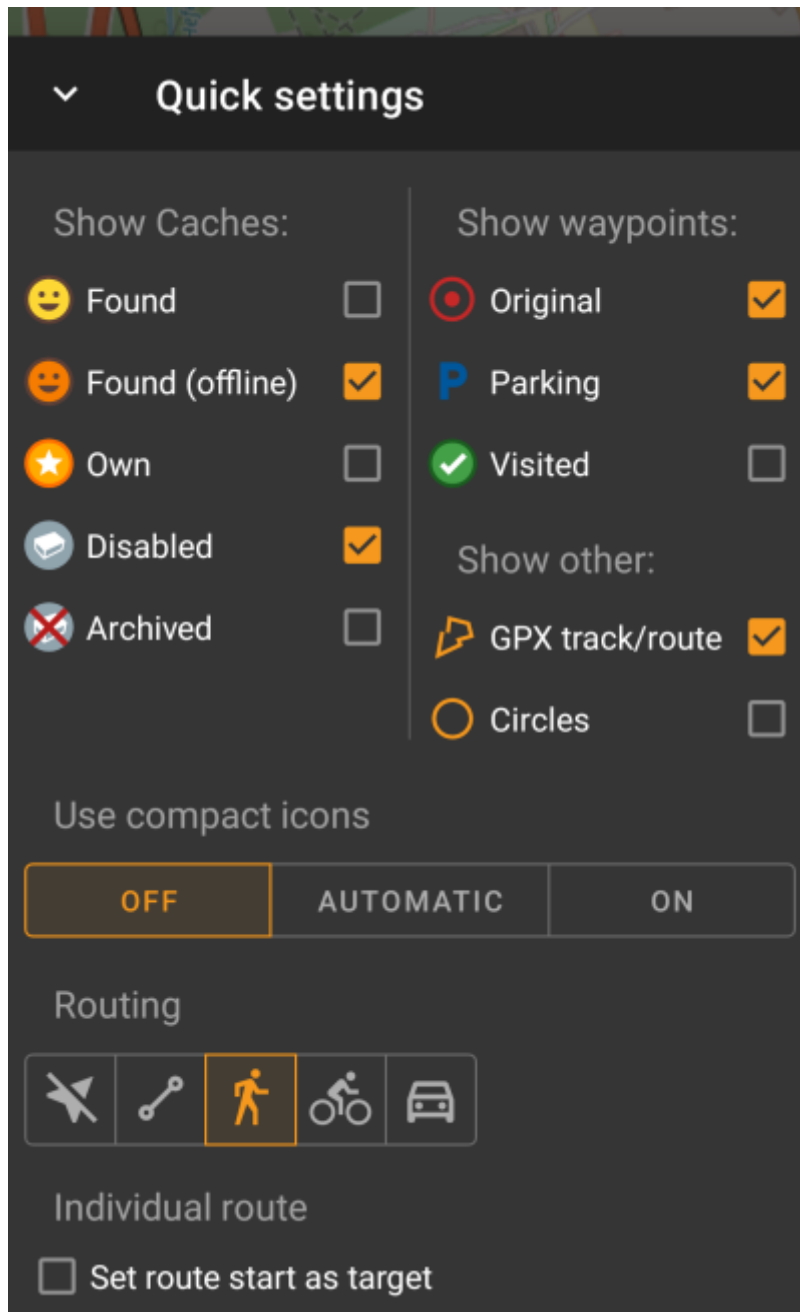 Quick settings
Show Caches:
Found
Found (offline)
Own
Disabled
Archived
Show waypoints:
Original
P Parking
Visited
Show other:
GPX track/route
Circles
Use compact icons
OFF AUTOMATIC ON
Routing
Individual route
Set route start as target